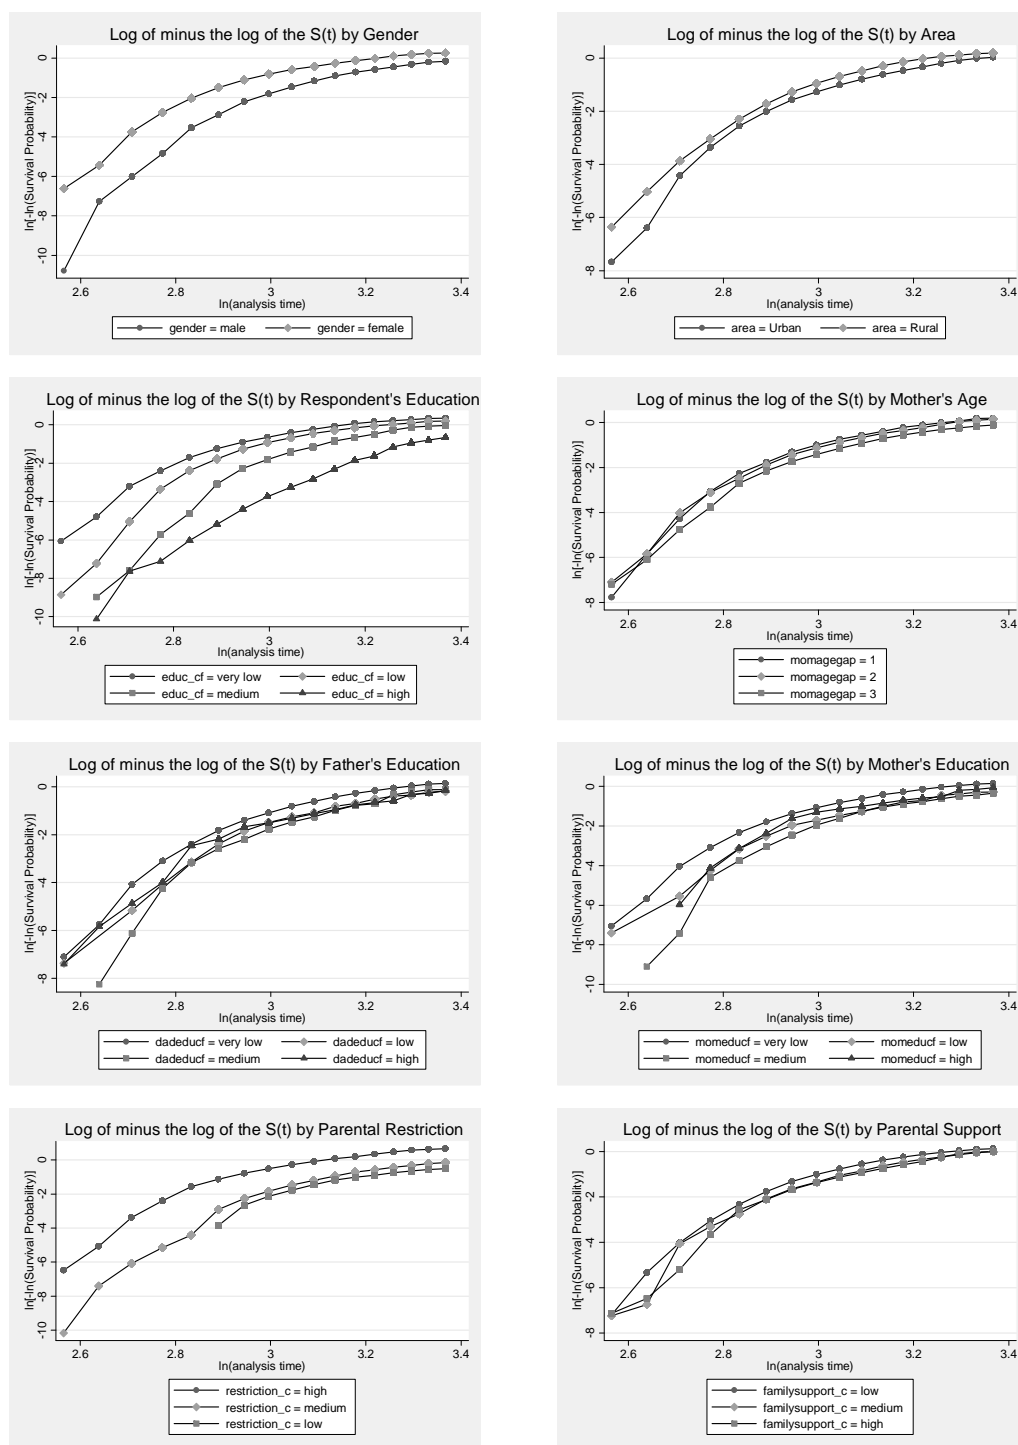 Log of minus the log of the S(t) by Gender
ln[-ln(Survival Probability)]
0
-2
-4
-6
-8
-10
2.6 2.8 3 3.2 3.4
ln(analysis time)
gender = male gender = female
Log of minus the log of the S(t) by Area
ln[-ln(Survival Probability)]
0
-2
-4
-6
-8
2.6 2.8 3 3.2 3.4
ln(analysis time)
area = Urban area = Rural
Log of minus the log of the S(t) by Respondent's Education
ln[-ln(Survival Probability)]
0
-2
-4
-6
-8
-10
2.6 2.8 3 3.2 3.4
ln(analysis time)
educ_cf = very low educ_cf = low
educ_cf = medium educ_cf = high
Log of minus the log of the S(t) by Mother's Age
ln[-ln(Survival Probability)]
0
-2
-4
-6
-8
2.6 2.8 3 3.2 3.4
ln(analysis time)
momagegap = 1
momagegap = 2
momagegap = 3
Log of minus the log of the S(t) by Father's Education
ln[-ln(Survival Probability)]
0
-2
-4
-6
-8
2.6 2.8 3 3.2 3.4
ln(analysis time)
dadeducf = very low dadeducf = low
dadeducf = medium dadeducf = high
Log of minus the log of the S(t) by Mother's Education
ln[-ln(Survival Probability)]
0
-2
-4
-6
-8
-10
2.6 2.8 3 3.2 3.4
ln(analysis time)
momeducf = very low momeducf = low
momeducf = medium momeducf = high
Log of minus the log of the S(t) by Parental Restriction
ln[-ln(Survival Probability)]
0
-2
-4
-6
-8
-10
2.6 2.8 3 3.2 3.4
ln(analysis time)
restriction_c = high
restriction_c = medium
restriction_c = low
Log of minus the log of the S(t) by Parental Support
ln[-ln(Survival Probability)]
0
-2
-4
-6
-8
2.6 2.8 3 3.2 3.4
ln(analysis time)
familysupport_c = low
familysupport_c = medium
familysupport_c = high